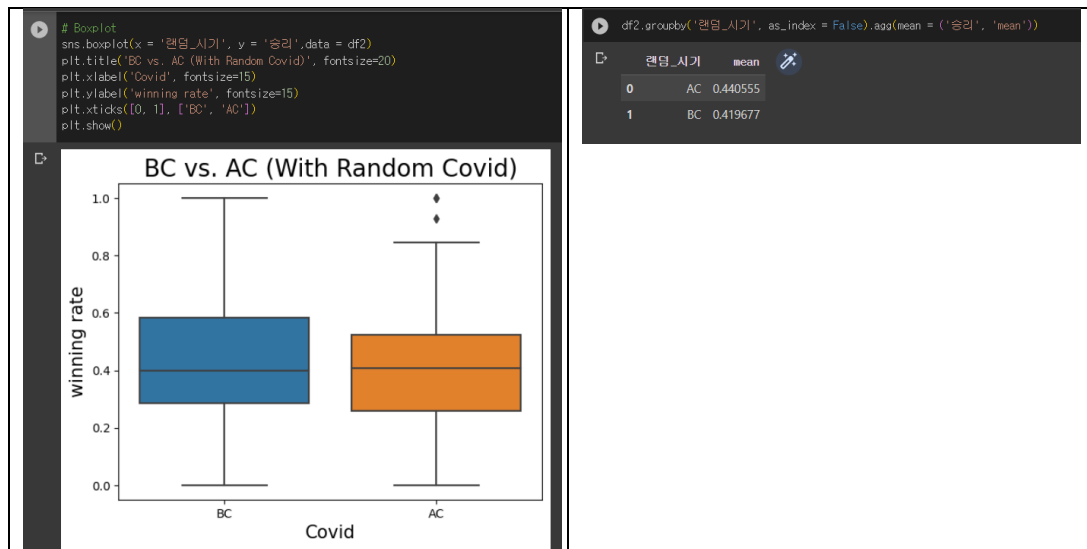 # Boxplot
sns.boxplot(x = '랜덤_시기', y = '승리',data = df2)
plt.title('BC vs. AC (With Random Covid)', fontsize=20)
plt.xlabel('Covid', fontsize=15)
plt.ylabel('winning rate', fontsize=15)
plt.xticks([0, 1], ['BC', 'AC'])
plt.show()
BC vs. AC (With Random Covid)
1.0
0.8
0.6
0.4
0.2
0.0
winning rate
BC AC
Covid
df2.groupby('랜덤_시기', as_index = False).agg(mean = ('승리', 'mean'))
랜덤_시기 mean
0 AC 0.440555
1 BC 0.419677